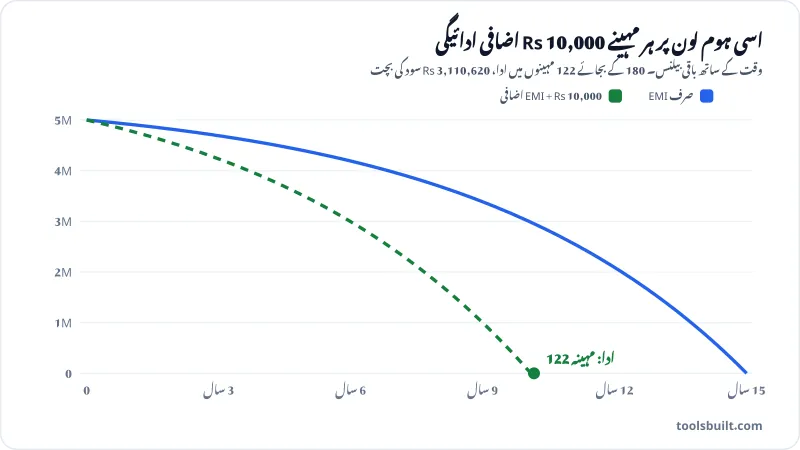 اسی ہوم لون پر ہر مہینے Rs 10,000 اضافی ادائیگی
وقت کے ساتھ باقی بیلنس۔ 180 کے بجائے 122 مہینوں میں ادا، Rs 3,110,620 سود کی بچت
صرف EMI
EMI + Rs 10,000 اضافی
5M
4M
3M
2M
1M
0
ادا: مہینہ 122
0
3 سال
6 سال
9 سال
12 سال
15 سال
toolsbuilt.com